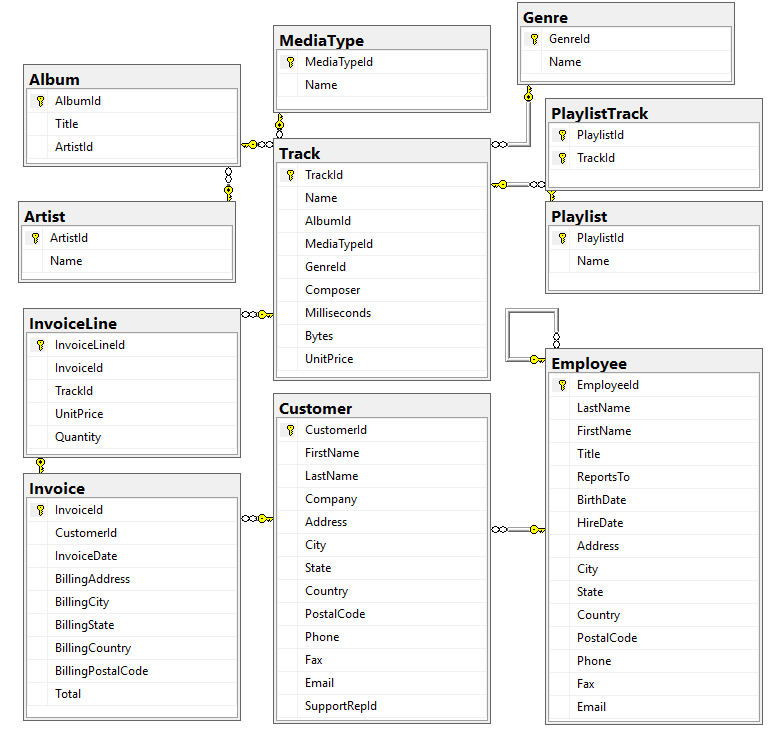 Album
AlbumId
Title
ArtistId
Artist
ArtistId
Name
InvoiceLine
InvoiceLineId
InvoiceId
TrackId
UnitPrice
Quantity
Invoice
InvoiceId
CustomerId
InvoiceDate
BillingAddress
BillingCity
BillingState
BillingCountry
BillingPostalCode
Total
MediaType
MediaTypeId
Name
Track
TrackId
Name
AlbumId
MediaTypeId
GenreId
Composer
Milliseconds
Bytes
UnitPrice
Customer
CustomerId
FirstName
LastName
Company
Address
City
State
Country
PostalCode
Phone
Fax
Email
SupportRepId
Genre
GenreId
Name
PlaylistTrack
PlaylistId
TrackId
Playlist
PlaylistId
Name
Employee
EmployeeId
LastName
FirstName
Title
ReportsTo
BirthDate
HireDate
Address
City
State
Country
PostalCode
Phone
Fax
Email